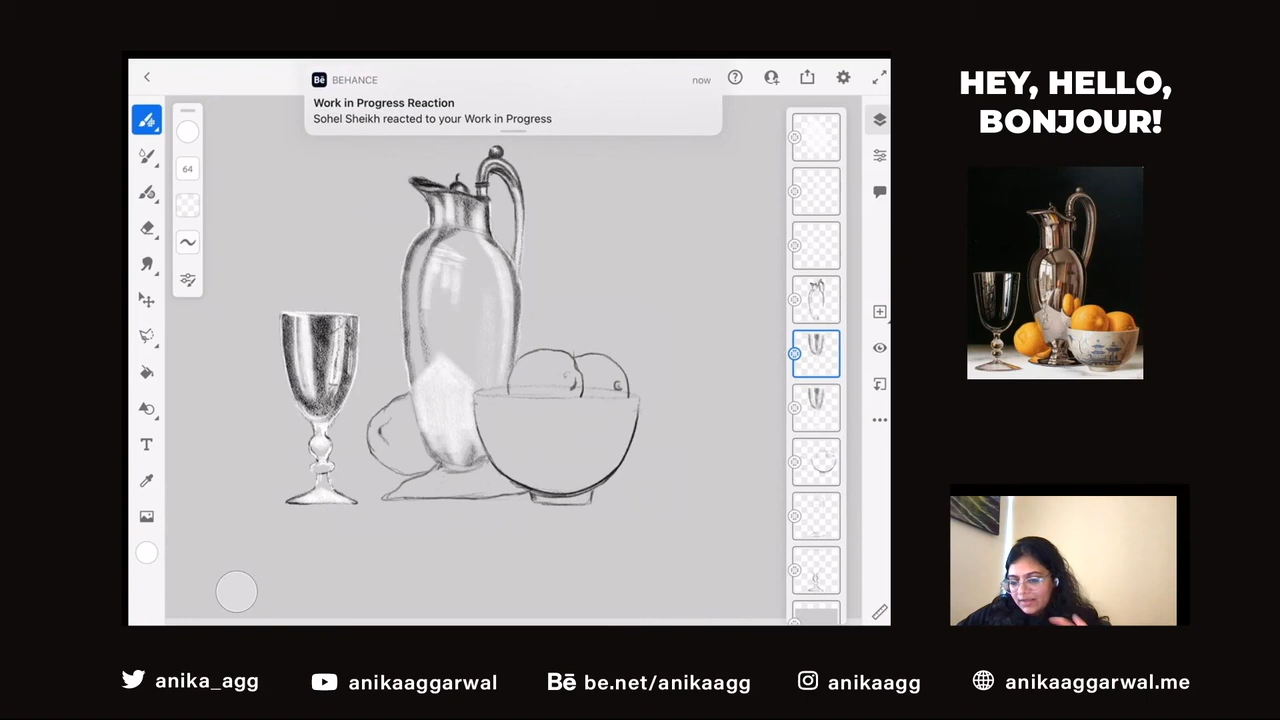 Bē BEHANCE now
Work in Progress Reaction
Sohel Sheikh reacted to your Work in Progress
64
T
HEY, HELLO,
BONJOUR!
anika_agg
anikaaggarwal
Bē be.net/anikaagg
anikaagg
anikaaggarwal.me